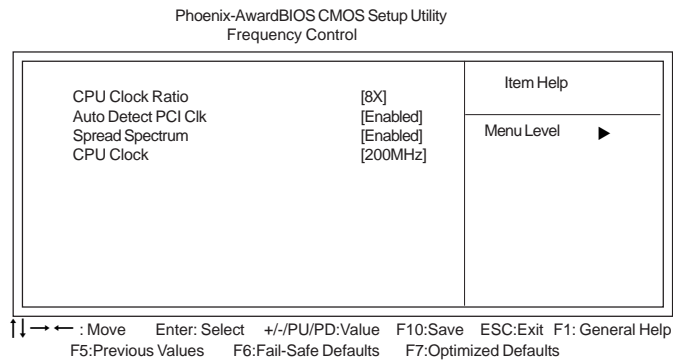 Phoenix-AwardBIOS CMOS Setup Utility
Frequency Control
CPU Clock Ratio [8X]
Auto Detect PCI Clk [Enabled]
Spread Spectrum [Enabled]
CPU Clock [200MHz]
Item Help
Menu Level ▶
↑↓→← : Move Enter: Select +/-/PU/PD:Value F10:Save ESC:Exit F1: General Help
F5:Previous Values F6:Fail-Safe Defaults F7:Optimized Defaults